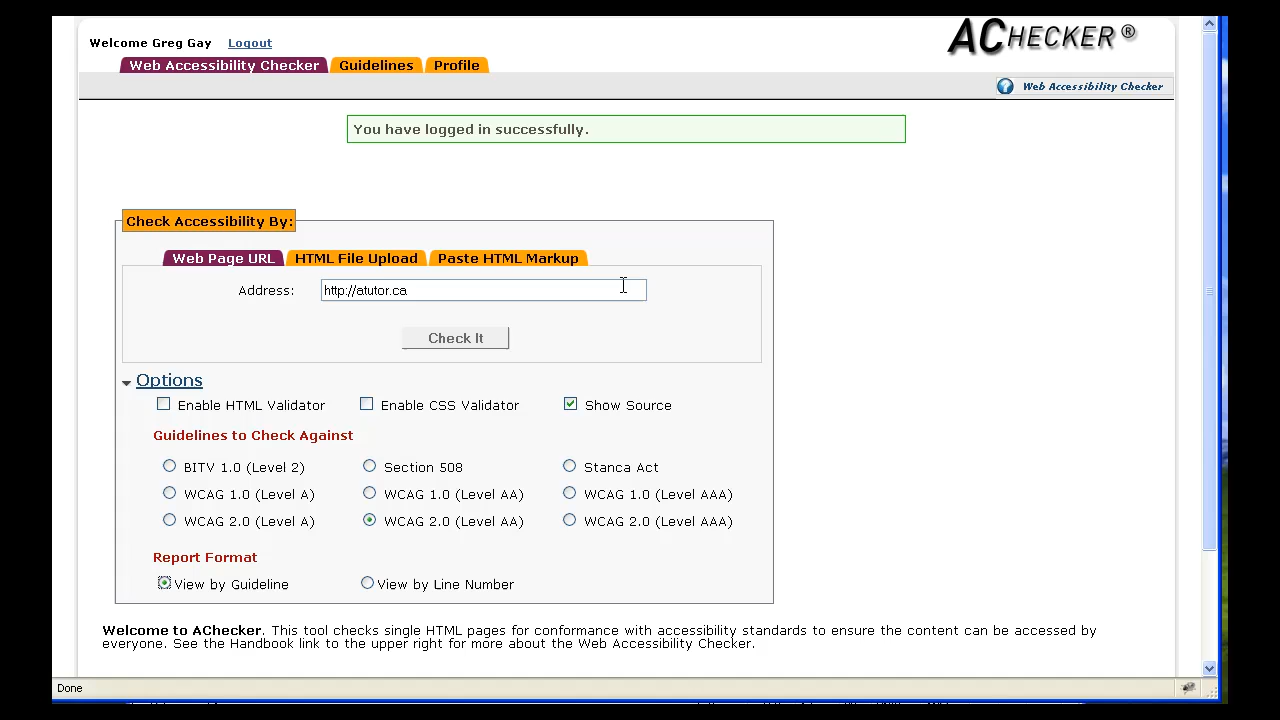 Welcome Greg Gay Logout
ACHECKER ®
Web Accessibility Checker Guidelines Profile
? Web Accessibility Checker
You have logged in successfully.
Check Accessibility By:
Web Page URL HTML File Upload Paste HTML Markup
Address: http://atutor.ca
Check It
Options
Enable HTML Validator Enable CSS Validator Show Source
Guidelines to Check Against
BITV 1.0 (Level 2) Section 508 Stanca Act
WCAG 1.0 (Level A) WCAG 1.0 (Level AA) WCAG 1.0 (Level AAA)
WCAG 2.0 (Level A) WCAG 2.0 (Level AA) WCAG 2.0 (Level AAA)
Report Format
View by Guideline View by Line Number
Welcome to AChecker. This tool checks single HTML pages for conformance with accessibility standards to ensure the content can be accessed by
everyone. See the Handbook link to the upper right for more about the Web Accessibility Checker.
Done